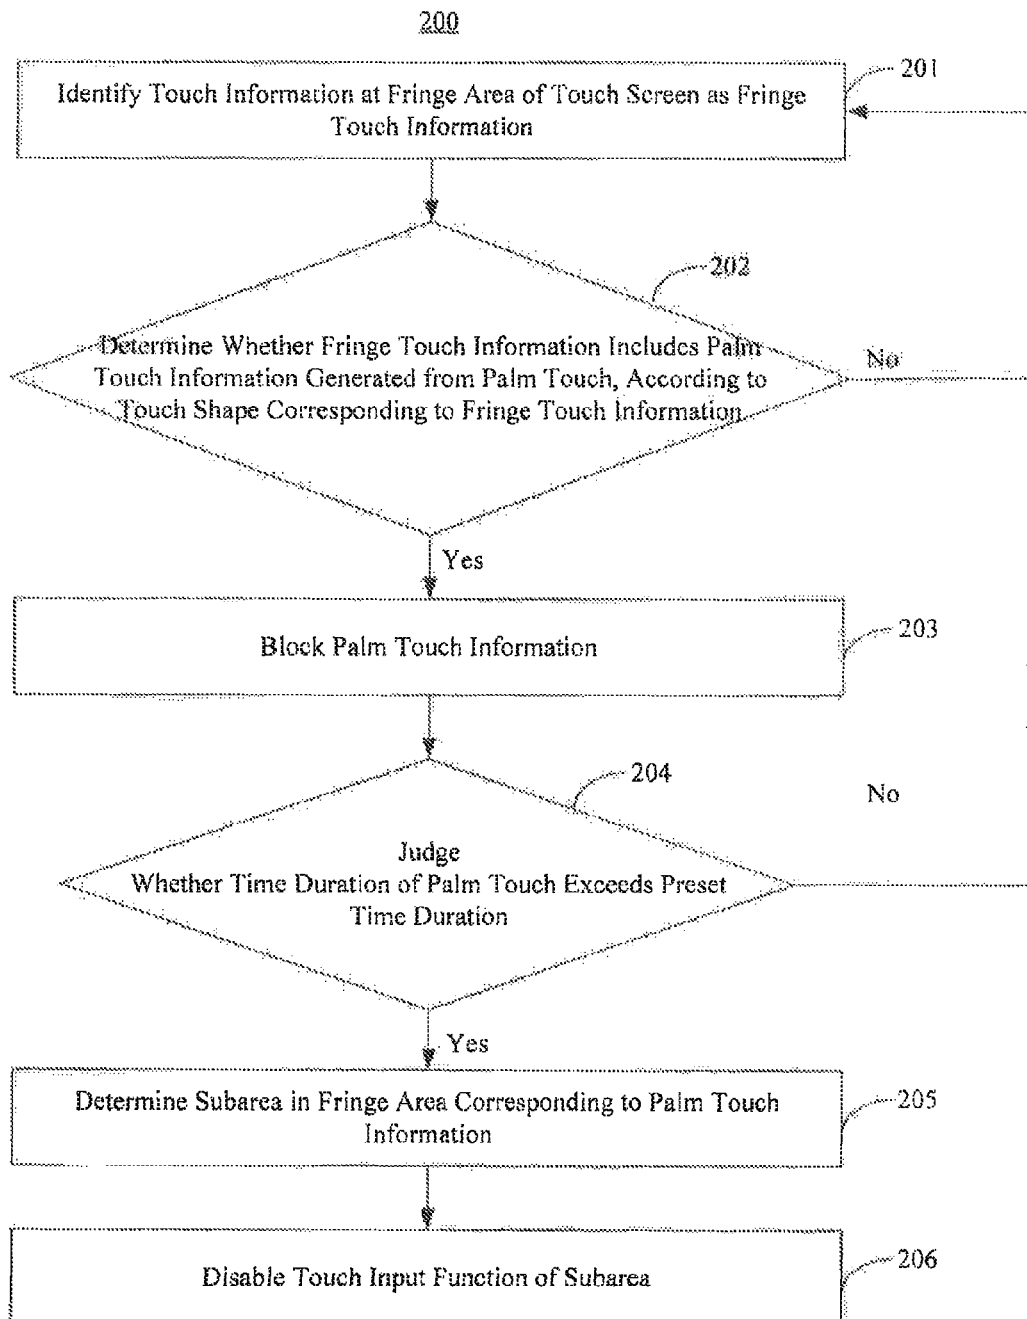 200
201
Identify Touch Information at Fringe Area of Touch Screen as Fringe
Touch Information
202
Determine Whether Fringe Touch Information Includes Palm
Touch Information Generated from Palm Touch, According to
Touch Shape Corresponding to Fringe Touch Information
No
Yes
Block Palm Touch Information
203
204
No
Judge
Whether Time Duration of Palm Touch Exceeds Preset
Time Duration
Yes
Determine Subarea in Fringe Area Corresponding to Palm Touch
Information
205
Disable Touch Input Function of Subarea
206